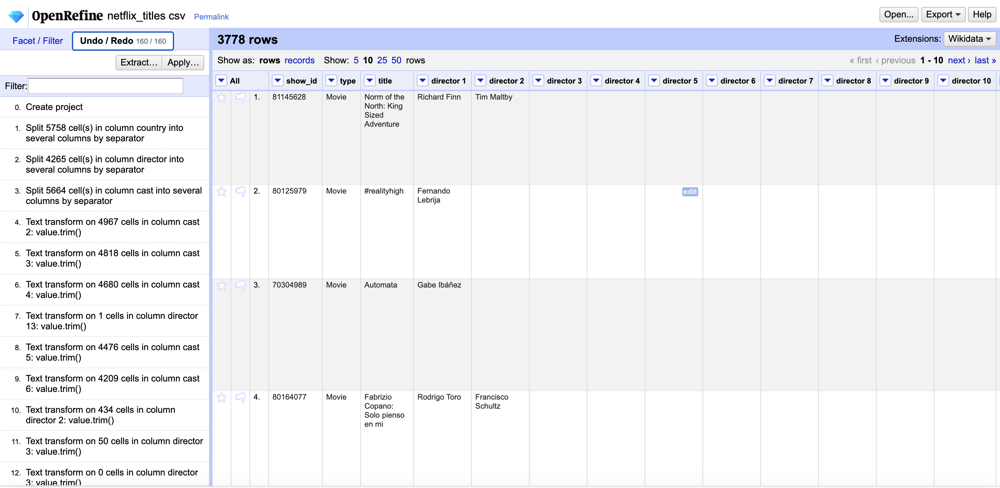 OpenRefine netflix_titles csv Permalink
Open... Export Help
Facet / Filter Undo / Redo 160 / 160
Extract... Apply...
Filter:
0. Create project
1. Split 5758 cell(s) in column country into
several columns by separator
2. Split 4265 cell(s) in column director into
several columns by separator
3. Split 5664 cell(s) in column cast into several
columns by separator
4. Text transform on 4967 cells in column cast
2: value.trim()
5. Text transform on 4818 cells in column cast
3: value.trim()
6. Text transform on 4680 cells in column cast
4: value.trim()
7. Text transform on 1 cells in column director
13: value.trim()
8. Text transform on 4476 cells in column cast
5: value.trim()
9. Text transform on 4209 cells in column cast
6: value.trim()
10. Text transform on 434 cells in column
director 2: value.trim()
11. Text transform on 50 cells in column director
3: value.trim()
12. Text transform on 0 cells in column director
3: value.trim()
3778 rows
Extensions: Wikidata
Show as: rows records Show: 5 10 25 50 rows
« first ‹ previous 1 - 10 next › last »
All show_id type title director 1 director 2 director 3 director 4 director 5 director 6 director 7 director 8 director 9 director 10
1. 81145628 Movie Norm of the Richard Finn Tim Maltby
North: King
Sized
Adventure
2. 80125979 Movie #realityhigh Fernando edit
Lebrija
3. 70304989 Movie Automata Gabe Ibáñez
4. 80164077 Movie Fabrizio Rodrigo Toro Francisco
Copano: Schultz
Solo pienso
en mi